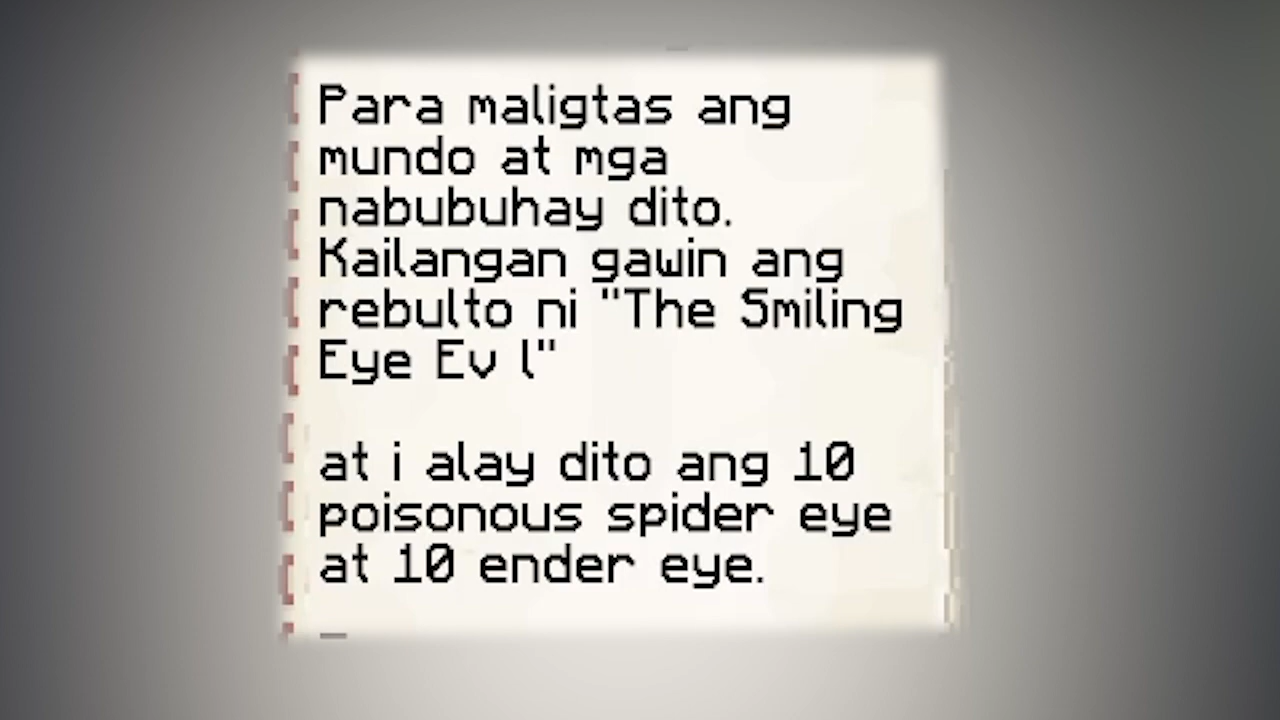 Para maligtas ang
mundo at mga
nabubuhay dito.
Kailangan gawin ang
rebulto ni "The Smiling
Eye Ev l"
at i alay dito ang 10
poisonous spider eye
at 10 ender eye.